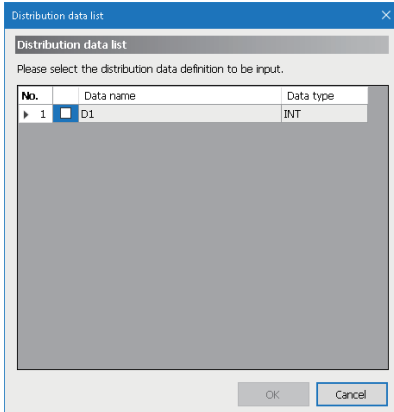 Distribution data list
Distribution data list
Please select the distribution data definition to be input.
No. Data name Data type
1 D1 INT
OK Cancel